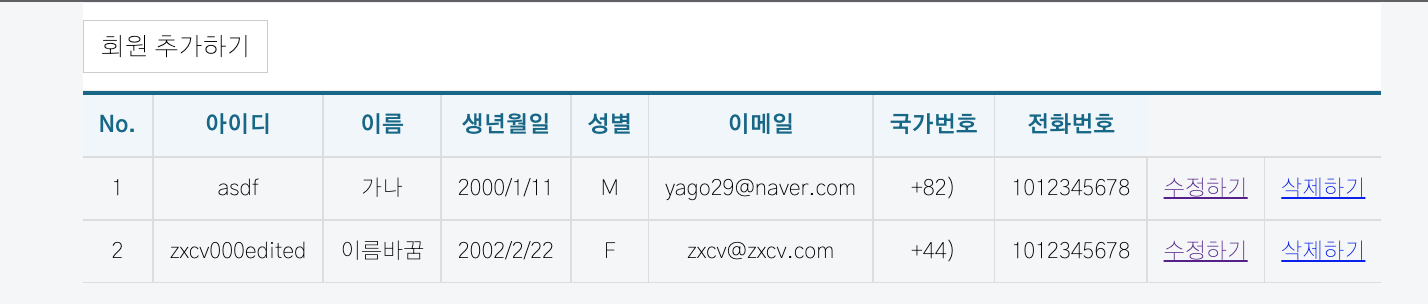 회원 추가하기
No. 아이디 이름 생년월일 성별 이메일 국가번호 전화번호
1 asdf 가나 2000/1/11 M yago29@naver.com +82) 1012345678 수정하기 삭제하기
2 zxcv000edited 이름바꿈 2002/2/22 F zxcv@zxcv.com +44) 1012345678 수정하기 삭제하기